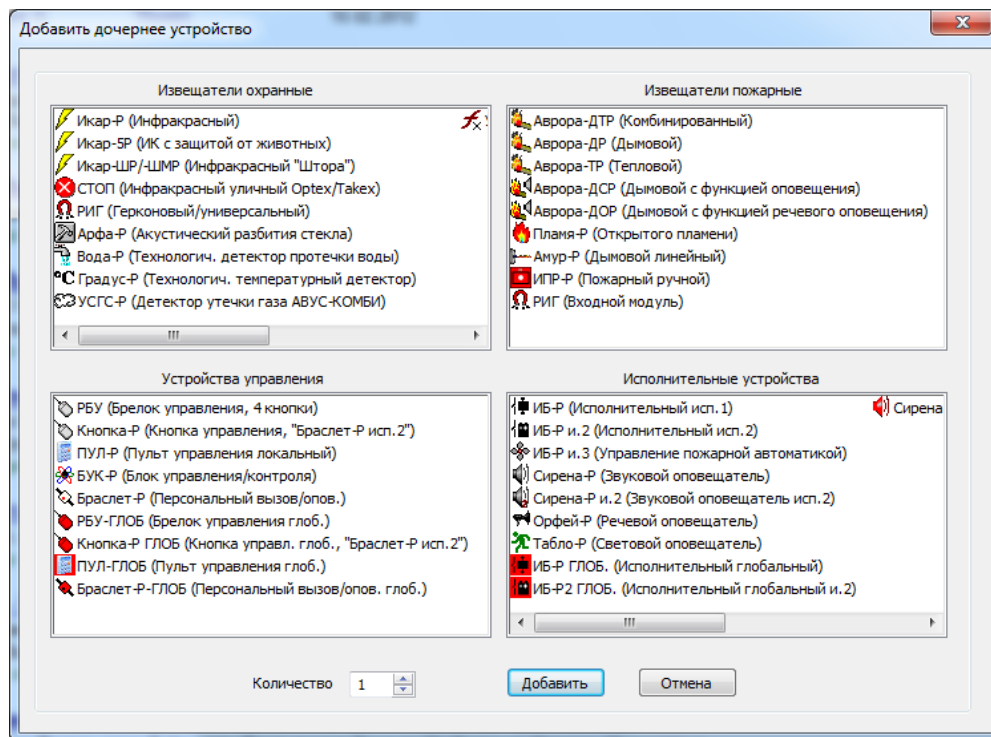 Добавить дочернее устройство
Извещатели охранные
Икар-Р (Инфракрасный)
Икар-5Р (ИК с защитой от животных)
Икар-ШР/-ШМР (Инфракрасный "Штора")
СТОП (Инфракрасный уличный Optex/Takex)
РИГ (Герконовый/универсальный)
Арфа-Р (Акустический разбития стекла)
Вода-Р (Технологич. детектор протечки воды)
°C Градус-Р (Технологич. температурный детектор)
УСГС-Р (Детектор утечки газа АВУС-КОМБИ)
Извещатели пожарные
Аврора-ДТР (Комбинированный)
Аврора-ДР (Дымовой)
Аврора-ТР (Тепловой)
Аврора-ДСР (Дымовой с функцией оповещения)
Аврора-ДОР (Дымовой с функцией речевого оповещения)
Пламя-Р (Открытого пламени)
Амур-Р (Дымовой линейный)
ИПР-Р (Пожарный ручной)
РИГ (Входной модуль)
Устройства управления
РБУ (Брелок управления, 4 кнопки)
Кнопка-Р (Кнопка управления, "Браслет-Р исп.2")
ПУЛ-Р (Пульт управления локальный)
БУК-Р (Блок управления/контроля)
Браслет-Р (Персональный вызов/опов.)
РБУ-ГЛОБ (Брелок управления глоб.)
Кнопка-Р ГЛОБ (Кнопка управл. глоб., "Браслет-Р исп.2")
ПУЛ-ГЛОБ (Пульт управления глоб.)
Браслет-Р-ГЛОБ (Персональный вызов/опов. глоб.)
Исполнительные устройства
ИБ-Р (Исполнительный исп.1) Сирена
ИБ-Р и.2 (Исполнительный исп.2)
ИБ-Р и.3 (Управление пожарной автоматикой)
Сирена-Р (Звуковой оповещатель)
Сирена-Р и.2 (Звуковой оповещатель исп.2)
Орфей-Р (Речевой оповещатель)
Табло-Р (Световой оповещатель)
ИБ-Р ГЛОБ. (Исполнительный глобальный)
ИБ-Р2 ГЛОБ. (Исполнительный глобальный и.2)
Количество 1
Добавить
Отмена